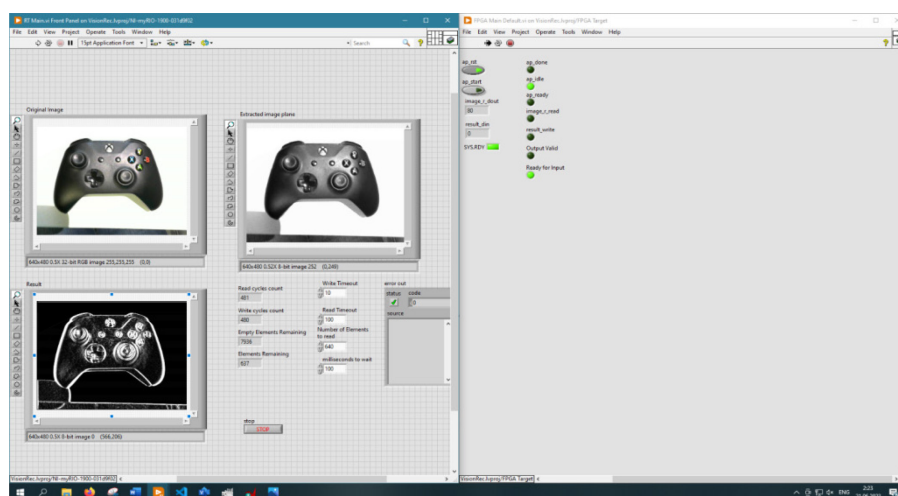 RT Main.vi Front Panel on VisionRec.lvproj/NI-myRIO-1900-031d9f02
File Edit View Project Operate Tools Window Help
13pt Application Font
Search
Original Image
640x480 0.5X 32-bit RGB image 255,255,255 (0,0)
Extracted image plane
640x480 0.52X 8-bit image 252 (0,248)
Result
640x480 0.5X 8-bit image 0 (566,206)
Read cycles count
481
Write cycles count
480
Empty Elements Remaining
7936
Elements Remaining
627
Write Timeout
10
Read Timeout
100
Number of Elements
to read
640
milliseconds to wait
100
error out
status code
0
source
stop
STOP
VisionRec.lvproj/NI-myRIO-1900-031d9f02
FPGA Main Default.vi on VisionRec.lvproj/FPGA Target
File Edit View Project Operate Tools Window Help
ap_rst
ap_start
image_r_dout
80
result_din
0
SYS.RDY
ap_done
ap_idle
ap_ready
image_r_read
result_write
Output Valid
Ready for Input
VisionRec.lvproj/FPGA Target
ENG
2:23